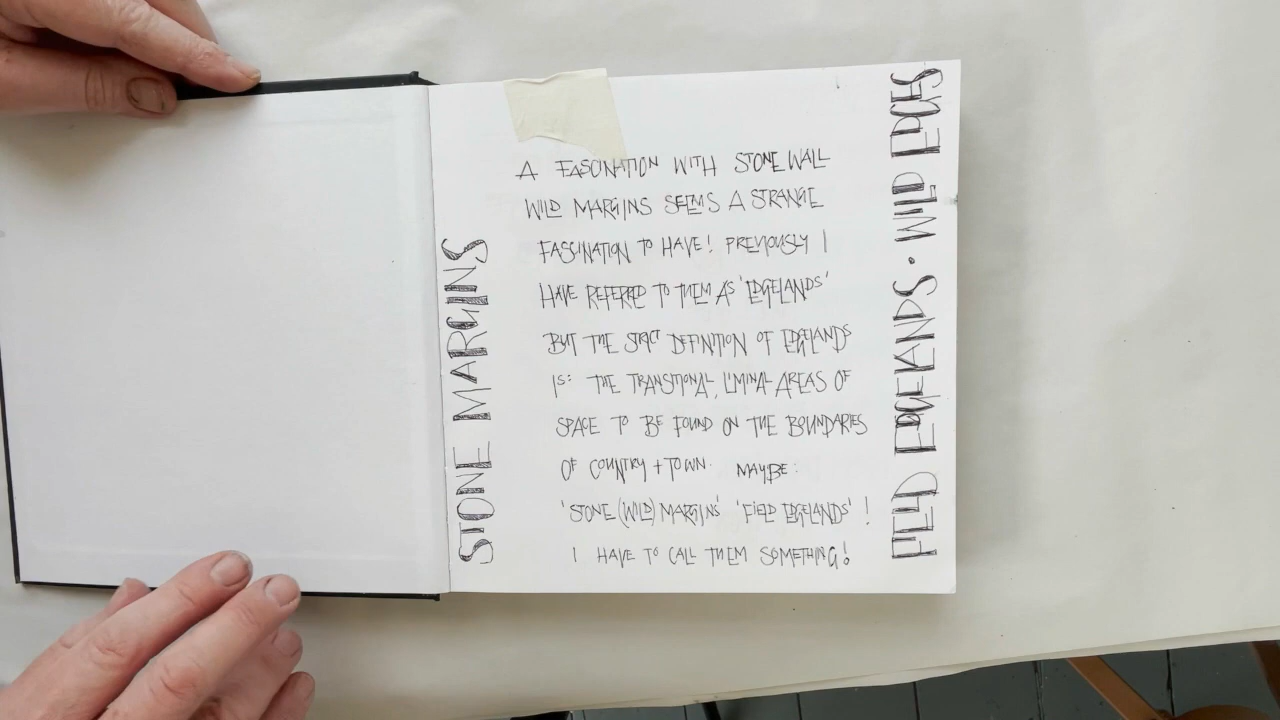 STONE MARGINS
A FASCINATION WITH STONE WALL
WILD MARGINS SEEMS A STRANGE
FASCINATION TO HAVE! PREVIOUSLY I
HAVE REFERRED TO THEM AS 'EDGELANDS'
BUT THE STRICT DEFINITION OF EDGELANDS
IS: THE TRANSITIONAL, LIMINAL AREAS OF
SPACE TO BE FOUND ON THE BOUNDARIES
OF COUNTRY + TOWN. MAYBE:
'STONE (WILD) MARGINS' 'FIELD EDGELANDS' !
I HAVE TO CALL THEM SOMETHING!
FIELD EDGELANDS • WILD EDGES